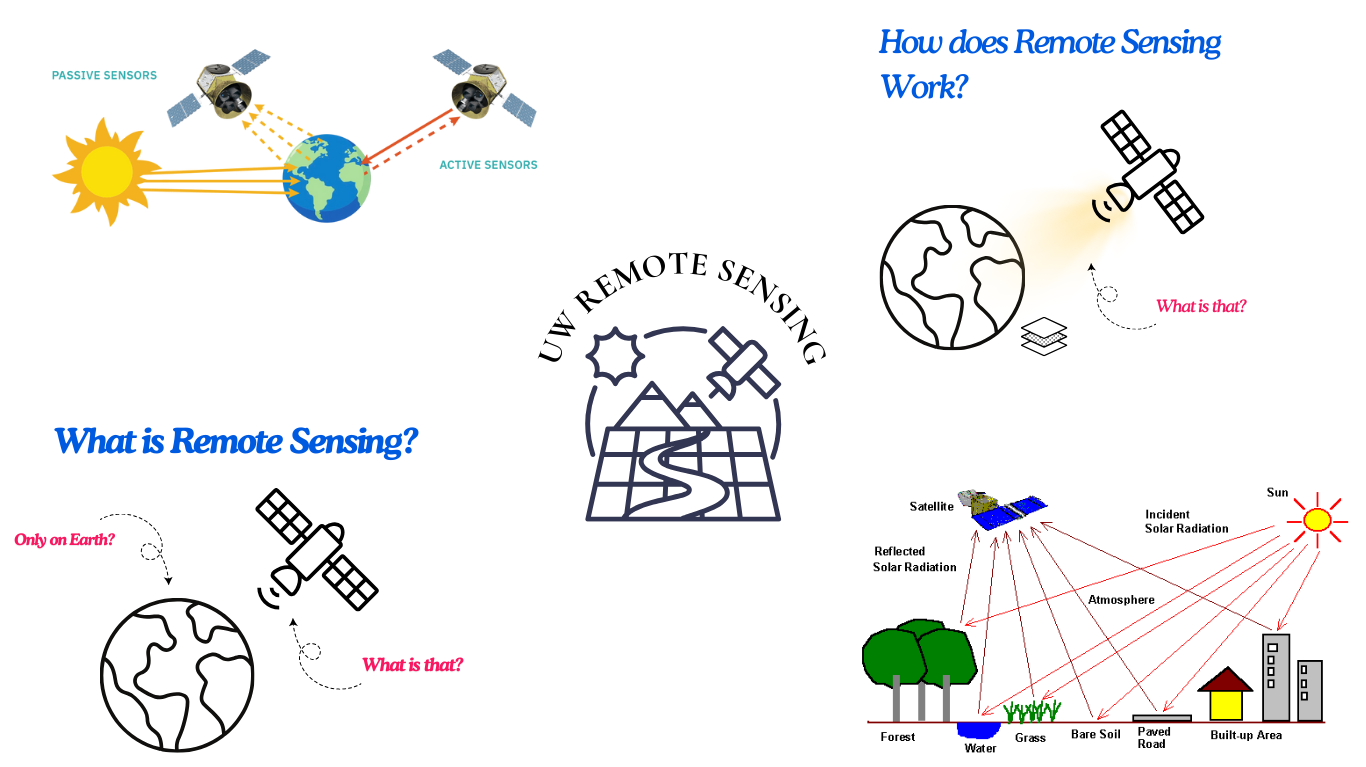 PASSIVE SENSORS
ACTIVE SENSORS
How does Remote Sensing
Work?
What is that?
UW REMOTE SENSING
What is Remote Sensing?
Only on Earth?
What is that?
Satellite
Sun
Incident
Solar Radiation
Reflected
Solar Radiation
Atmosphere
Forest
Water
Grass
Bare Soil
Paved
Road
Built-up Area